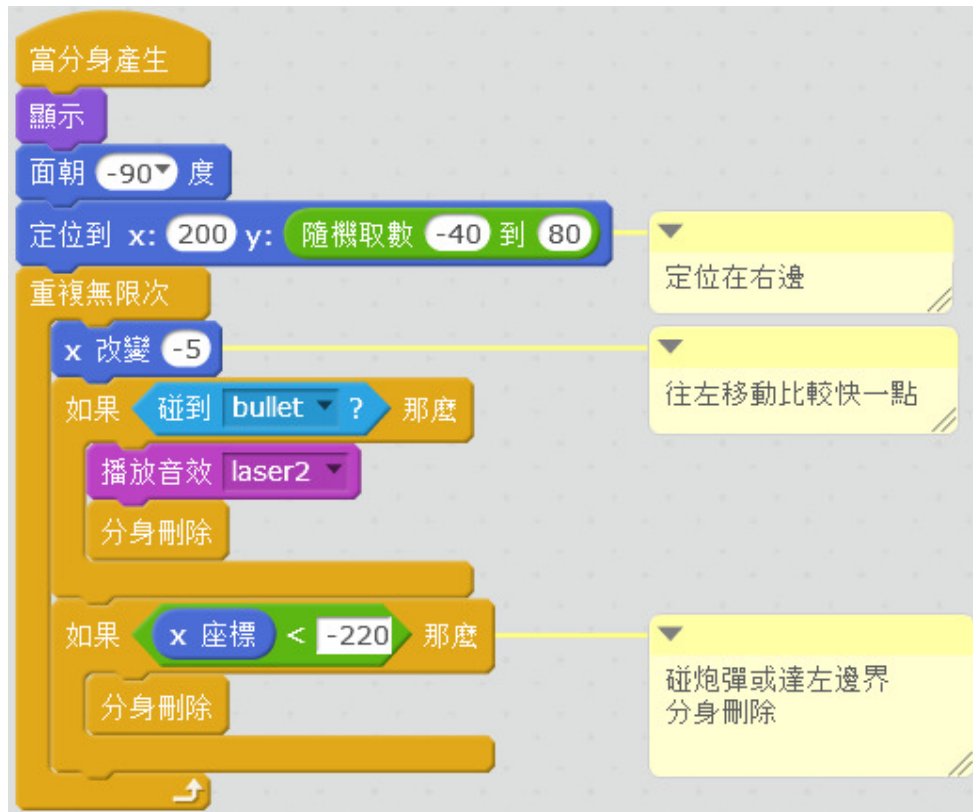 當分身產生
顯示
面朝 -90 度
定位到 x: 200 y: 隨機取數 -40 到 80
定位在右邊
重複無限次
x 改變 -5
往左移動比較快一點
如果 碰到 bullet ? 那麼
播放音效 laser2
分身刪除
如果 x 座標 < -220 那麼
碰炮彈或達左邊界
分身刪除
分身刪除